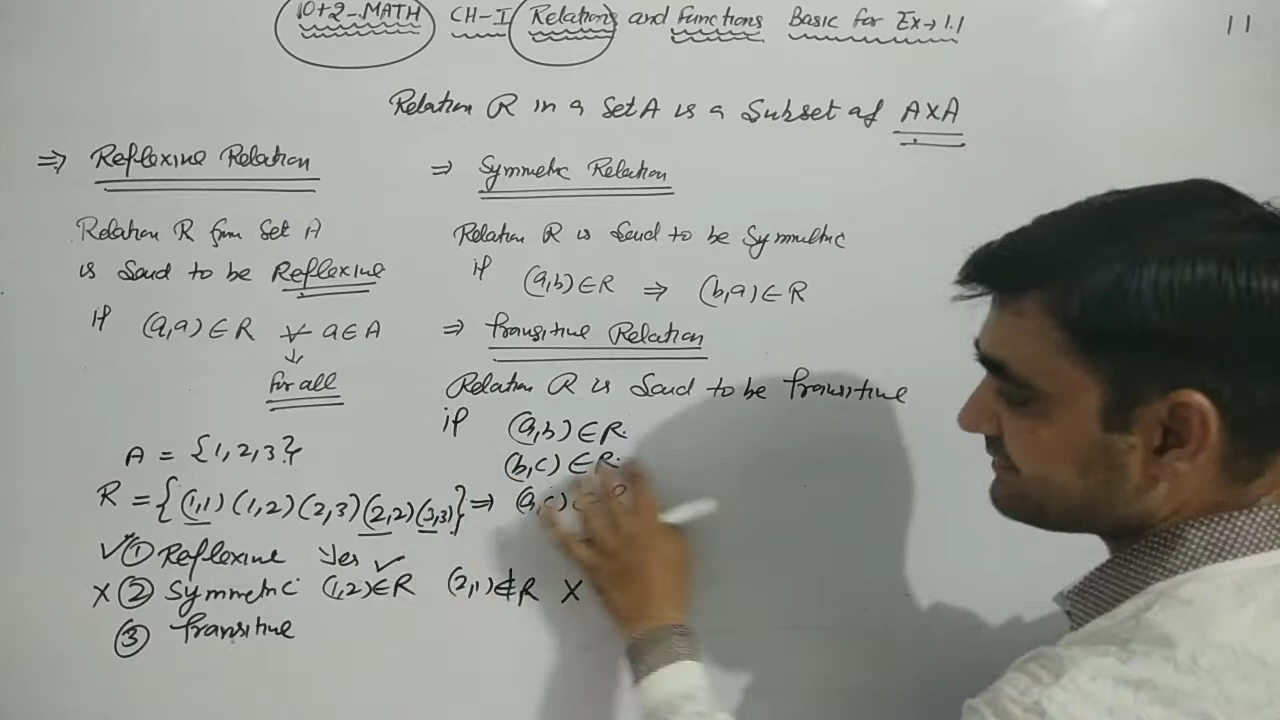 10+2-MATH CH-I Relations and Functions Basic for Ex→1.1
11
Relation R in a Set A is a Subset of A×A
⇒ Reflexive Relation
Relation R from Set A
is Said to be Reflexive
if (a,a)∈R ∀ a∈A
↓
for all
A = {1,2,3}
R = {(1,1)(1,2)(2,3)(2,2)(3,3)}
✓① Reflexive Yes ✓
X ② Symmetric (1,2)∈R (2,1)∉R X
③ Transitive
⇒ Symmetric Relation
Relation R is Said to be Symmetric
if (a,b)∈R ⇒ (b,a)∈R
⇒ Transitive Relation
Relation R is Said to be Transitive
if (a,b)∈R.
(b,c)∈R.
⇒ (a,c)∈R